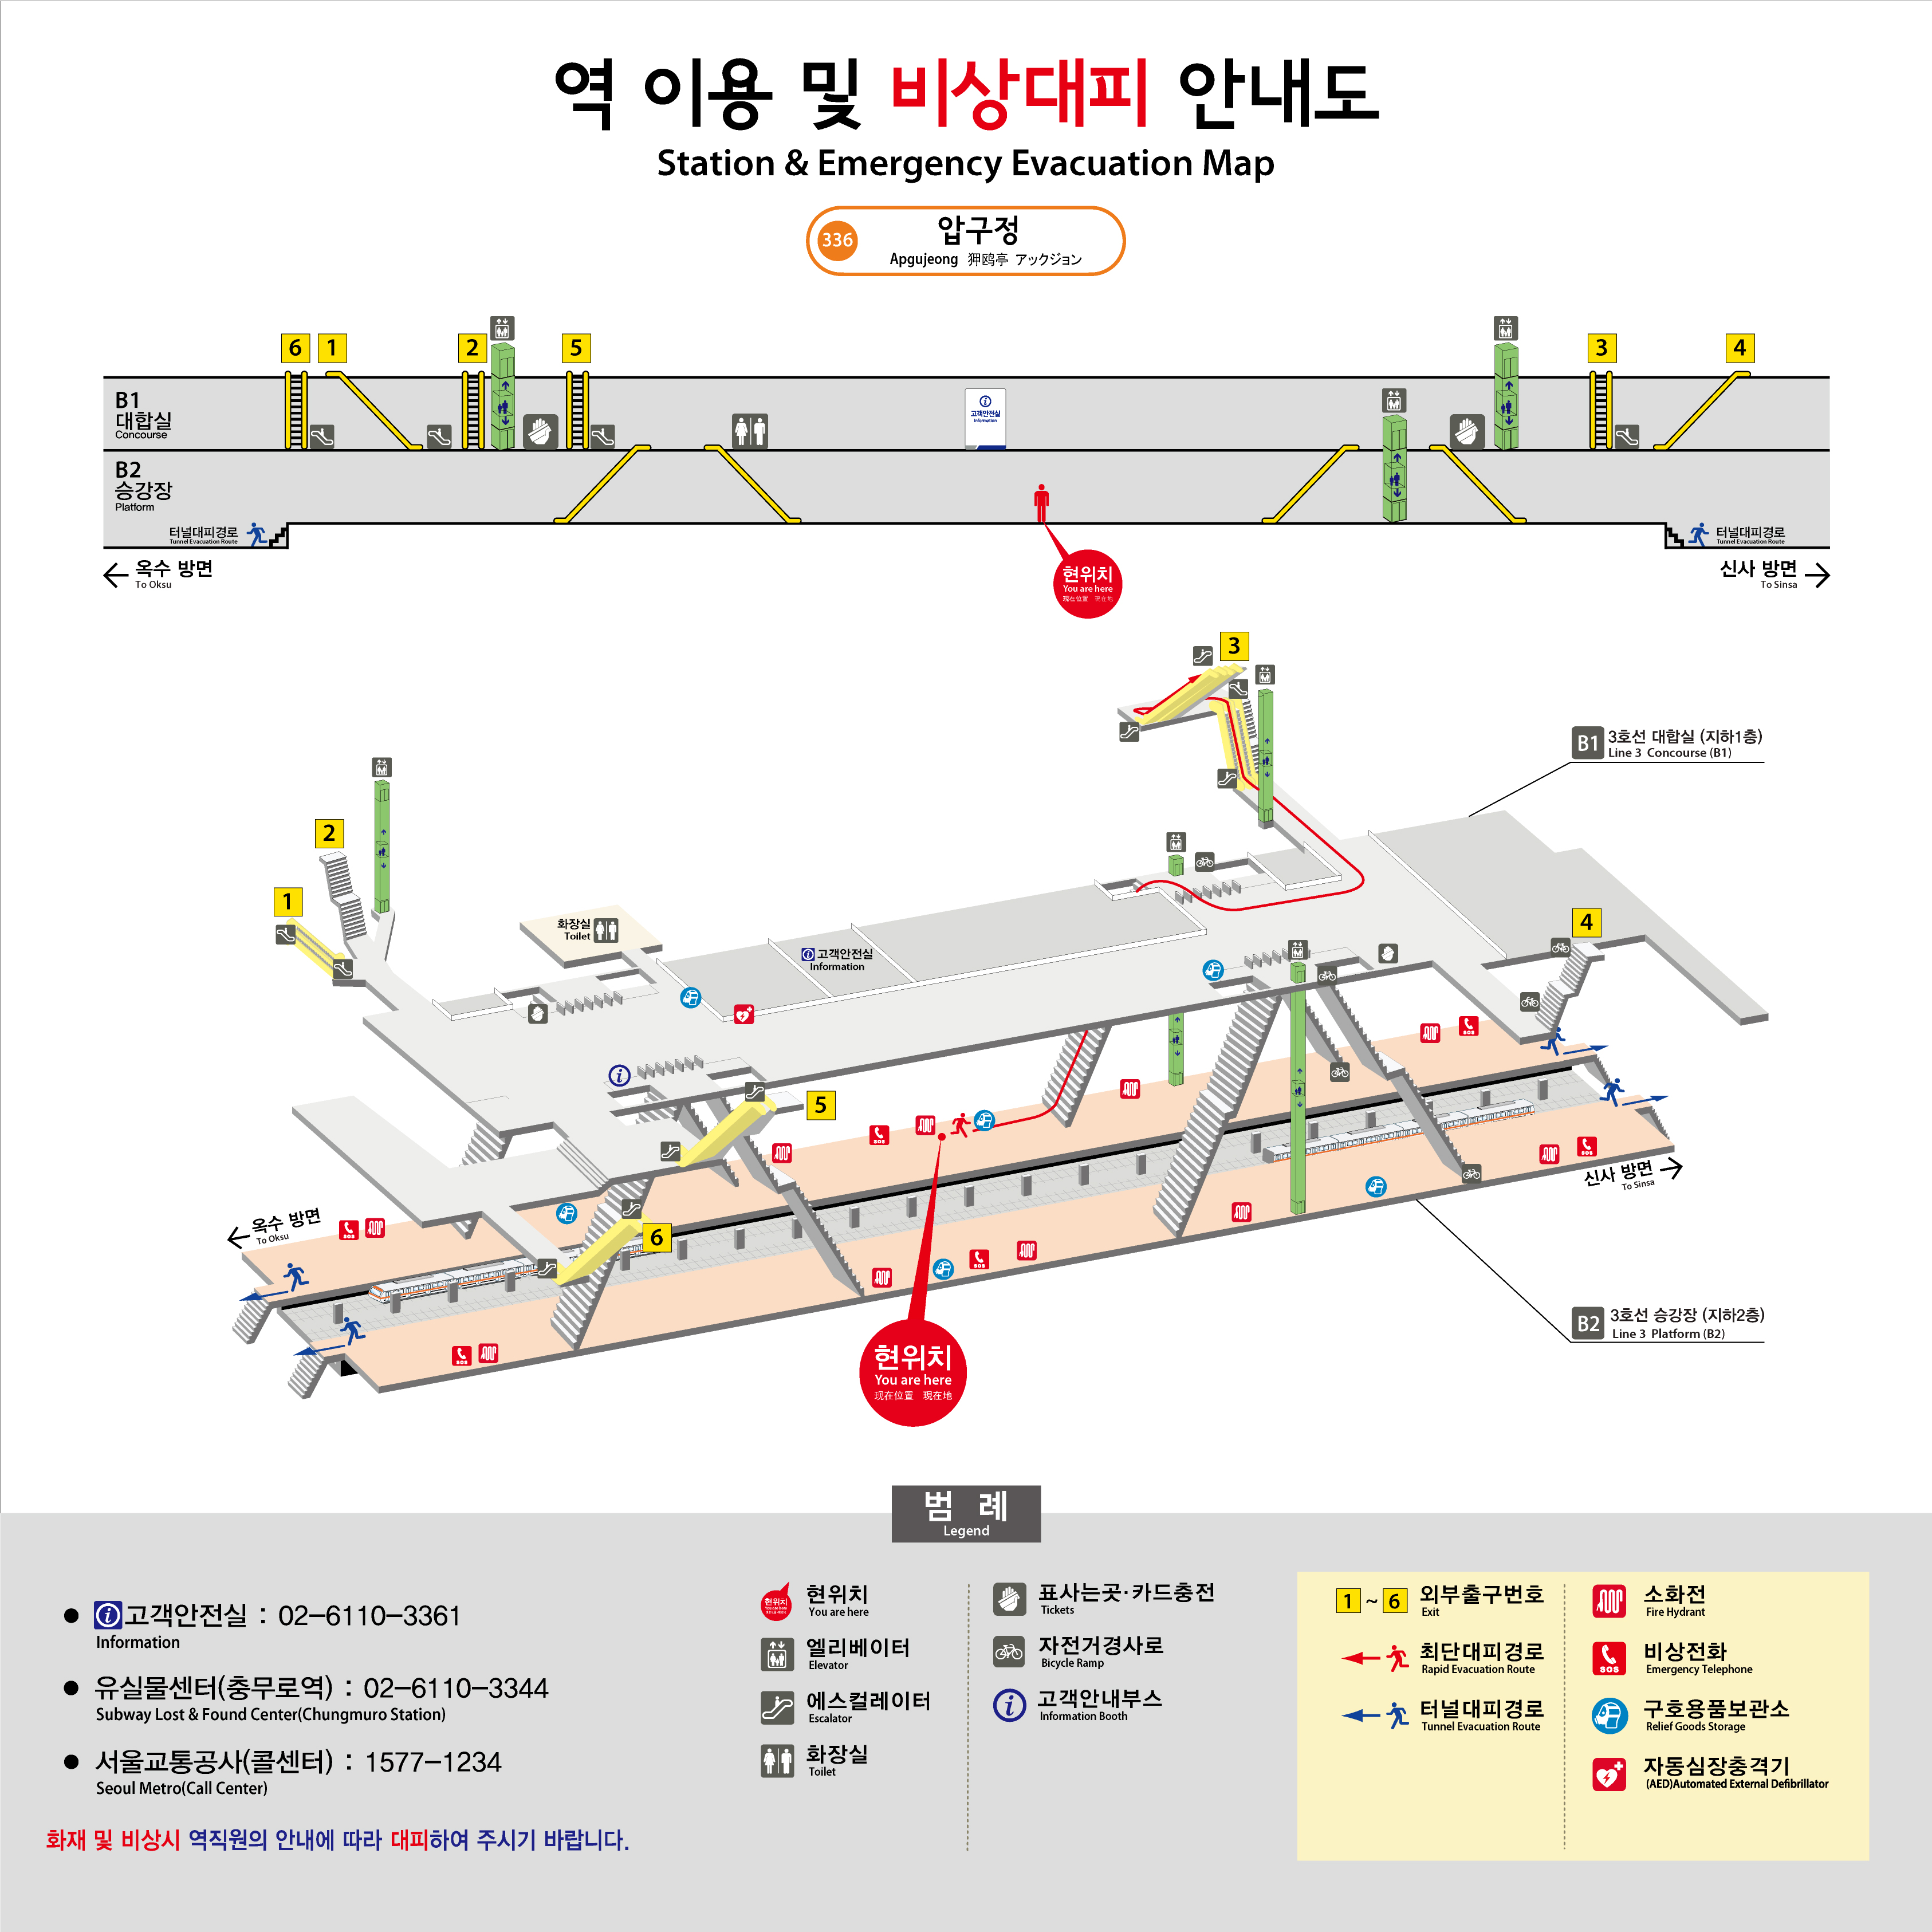 역 이용 및 비상대피 안내도
Station & Emergency Evacuation Map
336
압구정
Apgujeong 狎鸥亭 アックジョン
6
1
2
5
3
4
B1
대합실
Concourse
고객안전실
Information
B2
승강장
Platform
터널대피경로
Tunnel Evacuation Route
터널대피경로
Tunnel Evacuation Route
옥수 방면
To Oksu
현위치
You are here
现在位置 現在地
신사 방면
To Sinsa
3
B1
3호선 대합실 (지하1층)
Line 3 Concourse (B1)
2
1
화장실
Toilet
고객안전실
Information
4
5
SOS
SOS
SOS
신사 방면
To Sinsa
옥수 방면
To Oksu
SOS
6
SOS
SOS
B2
3호선 승강장 (지하2층)
Line 3 Platform (B2)
현위치
You are here
现在位置 現在地
범 례
Legend
고객안전실 : 02-6110-3361
Information
유실물센터(충무로역) : 02-6110-3344
Subway Lost & Found Center(Chungmuro Station)
서울교통공사(콜센터) : 1577-1234
Seoul Metro(Call Center)
화재 및 비상시 역직원의 안내에 따라 대피하여 주시기 바랍니다.
현위치
현위치
You are here
엘리베이터
Elevator
에스컬레이터
Escalator
화장실
Toilet
표사는곳·카드충전
Tickets
자전거경사로
Bicycle Ramp
고객안내부스
Information Booth
1 ~ 6 외부출구번호
Exit
최단대피경로
Rapid Evacuation Route
터널대피경로
Tunnel Evacuation Route
소화전
Fire Hydrant
SOS
비상전화
Emergency Telephone
구호용품보관소
Relief Goods Storage
자동심장충격기
(AED)Automated External Defibrillator